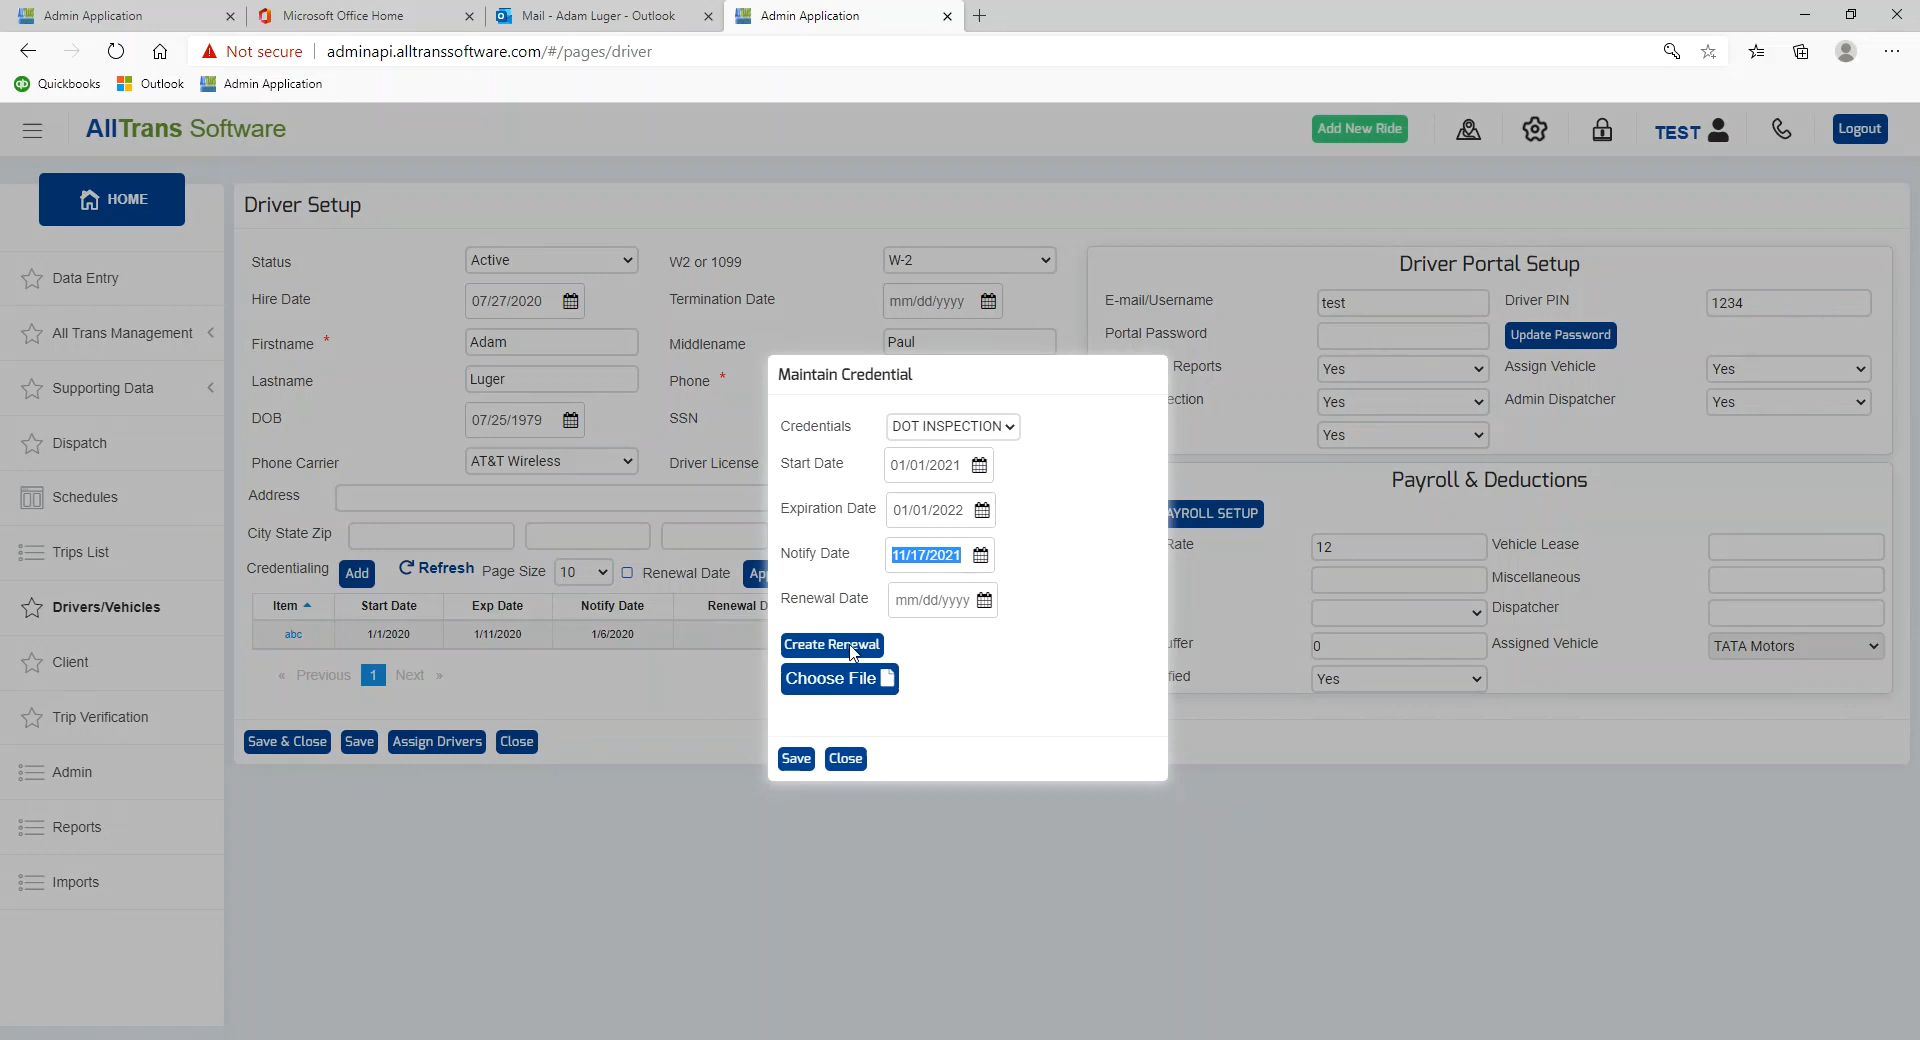 Admin Application
Microsoft Office Home
Mail - Adam Luger - Outlook
Admin Application
Not secure
adminapi.alltranssoftware.com/#/pages/driver
qb Quickbooks
Outlook
Admin Application
AllTrans Software
Add New Ride
TEST
Logout
HOME
Data Entry
All Trans Management
Supporting Data
Dispatch
Schedules
Trips List
Drivers/Vehicles
Client
Trip Verification
Admin
Reports
Imports
Driver Setup
Status Active W2 or 1099 W-2
Hire Date 07/27/2020 Termination Date mm/dd/yyyy
Firstname * Adam Middlename Paul
Lastname Luger Phone *
DOB 07/25/1979 SSN
Phone Carrier AT&T Wireless Driver License
Address
City State Zip
Credentialing Add Refresh Page Size 10 Renewal Date Ap
Item Start Date Exp Date Notify Date Renewal D
abc 1/1/2020 1/11/2020 1/6/2020
« Previous 1 Next »
Save & Close Save Assign Drivers Close
Maintain Credential
Credentials DOT INSPECTION
Start Date 01/01/2021
Expiration Date 01/01/2022
Notify Date 11/17/2021
Renewal Date mm/dd/yyyy
Create Renewal
Choose File
Save Close
Driver Portal Setup
E-mail/Username test Driver PIN 1234
Portal Password Update Password
Reports Yes Assign Vehicle Yes
ection Yes Admin Dispatcher Yes
Yes
Payroll & Deductions
AYROLL SETUP
Rate 12 Vehicle Lease
Miscellaneous
Dispatcher
uffer 0 Assigned Vehicle TATA Motors
fied Yes